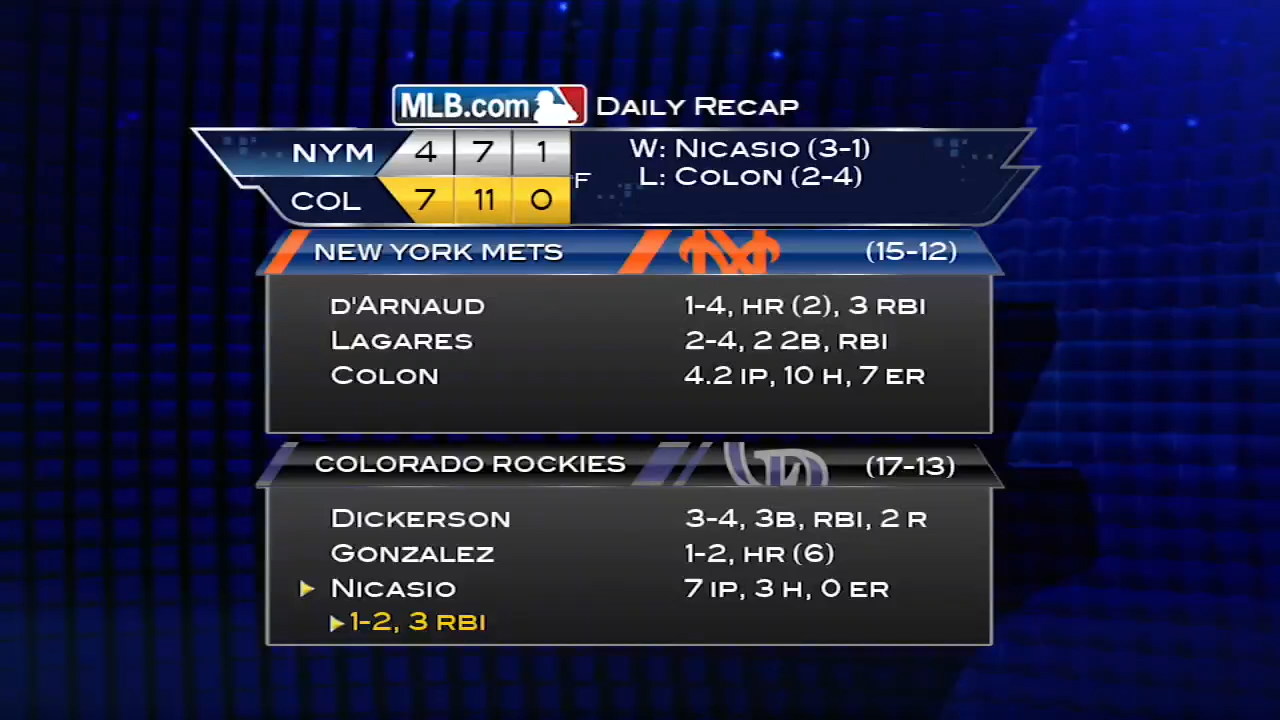 MLB.com DAILY RECAP
NYM 4 7 1
COL 7 11 0
F
W: NICASIO (3-1)
L: COLON (2-4)
NEW YORK METS NY (15-12)
D'ARNAUD 1-4, HR (2), 3 RBI
LAGARES 2-4, 2 2B, RBI
COLON 4.2 IP, 10 H, 7 ER
COLORADO ROCKIES CR (17-13)
DICKERSON 3-4, 3B, RBI, 2 R
GONZALEZ 1-2, HR (6)
NICASIO 7 IP, 3 H, 0 ER
1-2, 3 RBI